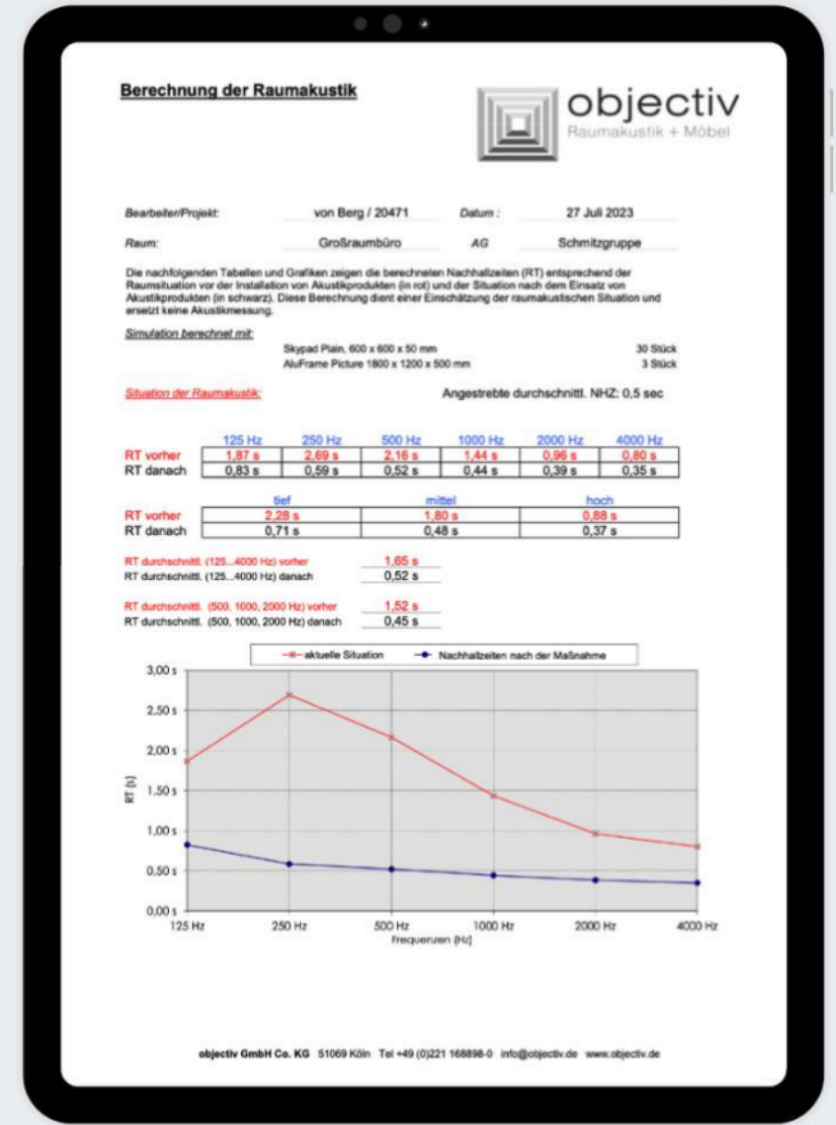 Berechnung der Raumakustik
objectiv
Raumakustik + Möbel
Bearbeiter/Projekt: von Berg / 20471 Datum : 27 Juli 2023
Raum: Großraumbüro AG Schmitzgruppe
Die nachfolgenden Tabellen und Grafiken zeigen die berechneten Nachhallzeiten (RT) entsprechend der
Raumsituation vor der Installation von Akustikprodukten (in rot) und der Situation nach dem Einsatz von
Akustikprodukten (in schwarz). Diese Berechnung dient einer Einschätzung der raumakustischen Situation und
ersetzt keine Akustikmessung.
Simulation berechnet mit:
Skypad Plain, 600 x 600 x 50 mm 30 Stück
AluFrame Picture 1800 x 1200 x 500 mm 3 Stück
Situation der Raumakustik: Angestrebte durchschnittl. NHZ: 0,5 sec
125 Hz 250 Hz 500 Hz 1000 Hz 2000 Hz 4000 Hz
RT vorher 1,87 s 2,69 s 2,16 s 1,44 s 0,96 s 0,80 s
RT danach 0,83 s 0,59 s 0,52 s 0,44 s 0,39 s 0,35 s
tief mittel hoch
RT vorher 2,28 s 1,80 s 0,88 s
RT danach 0,71 s 0,48 s 0,37 s
RT durchschnittl. (125...4000 Hz) vorher 1,65 s
RT durchschnittl. (125...4000 Hz) danach 0,52 s
RT durchschnittl. (500, 1000, 2000 Hz) vorher 1,52 s
RT durchschnittl. (500, 1000, 2000 Hz) danach 0,45 s
aktuelle Situation Nachhallzeiten nach der Maßnahme
3,00 s
2,50 s
2,00 s
1,50 s
1,00 s
0,50 s
0,00 s
RT (s)
125 Hz 250 Hz 500 Hz 1000 Hz 2000 Hz 4000 Hz
Frequenzen (Hz)
objectiv GmbH Co. KG 51069 Köln Tel +49 (0)221 168898-0 info@objectiv.de www.objectiv.de